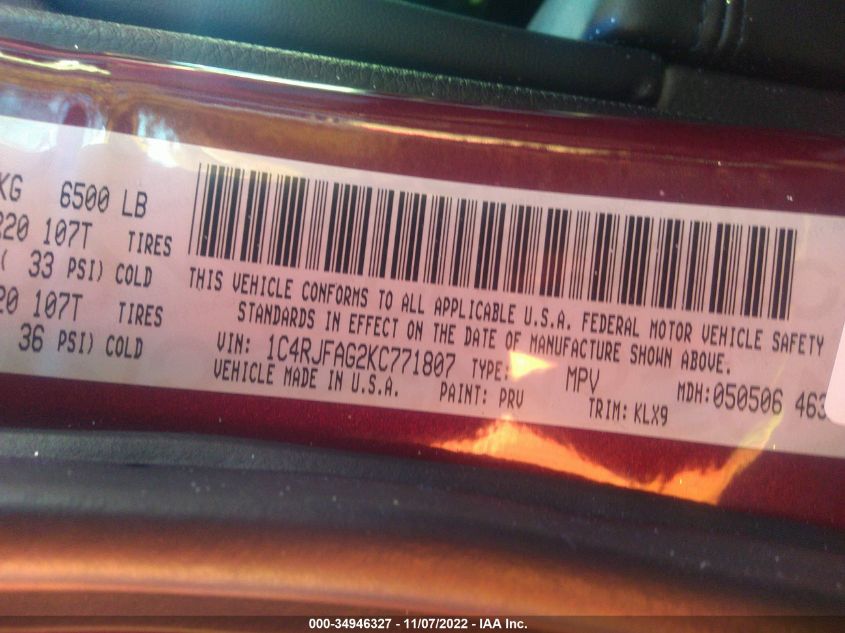 KG 6500 LB
220 107T TIRES
( 33 PSI) COLD
20 107T TIRES
36 PSI) COLD
THIS VEHICLE CONFORMS TO ALL APPLICABLE U.S.A. FEDERAL MOTOR VEHICLE SAFETY
STANDARDS IN EFFECT ON THE DATE OF MANUFACTURE SHOWN ABOVE.
VIN: 1C4RJFAG2KC771807 TYPE: MPV MDH:050506 463
VEHICLE MADE IN U.S.A. PAINT: PRV TRIM: KLX9
000-34946327 - 11/07/2022 - IAA Inc.